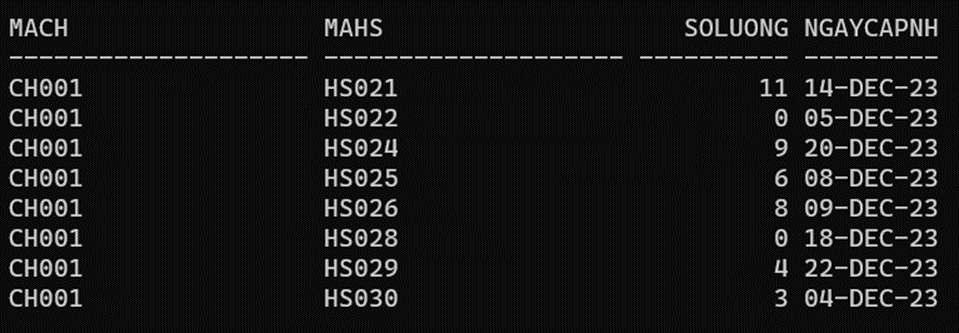 MACH MAHS SOLUONG NGAYCAPNH
-------------------- -------------------- ---------- ---------
CH001 HS021 11 14-DEC-23
CH001 HS022 0 05-DEC-23
CH001 HS024 9 20-DEC-23
CH001 HS025 6 08-DEC-23
CH001 HS026 8 09-DEC-23
CH001 HS028 0 18-DEC-23
CH001 HS029 4 22-DEC-23
CH001 HS030 3 04-DEC-23